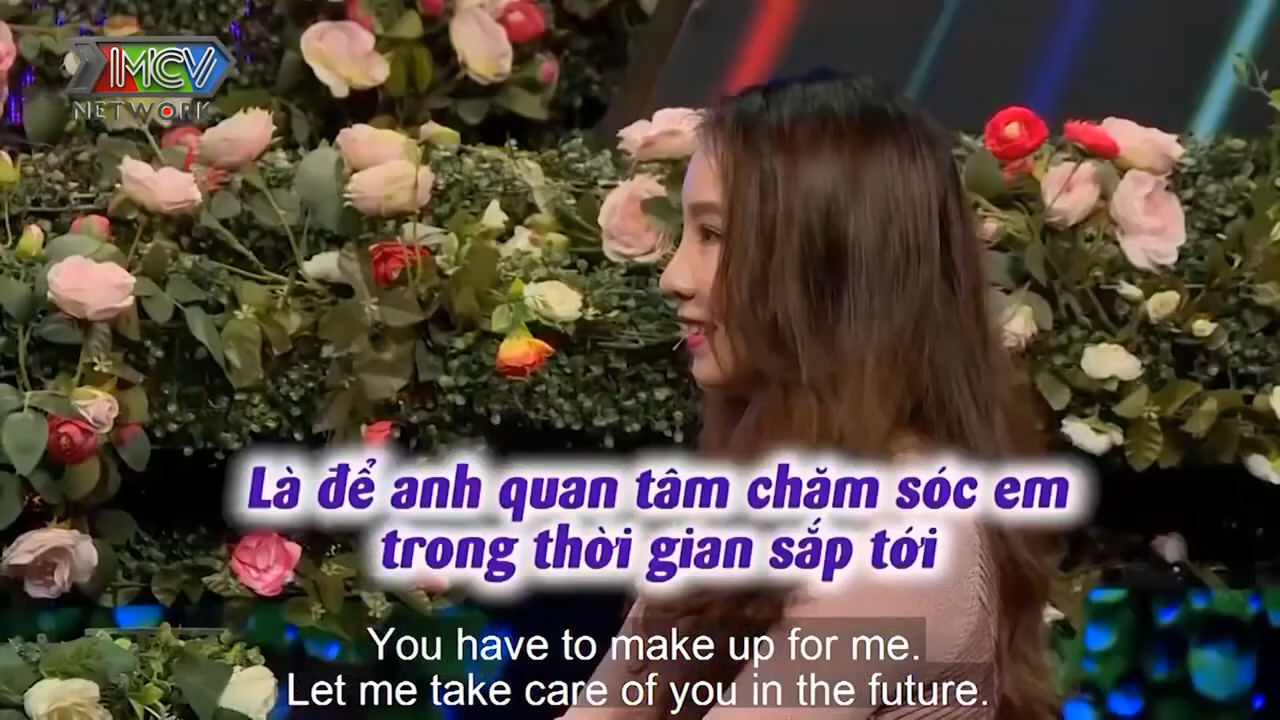 MCV
NETWORK
Là để anh quan tâm chăm sóc em
trong thời gian sắp tới
You have to make up for me.
Let me take care of you in the future.